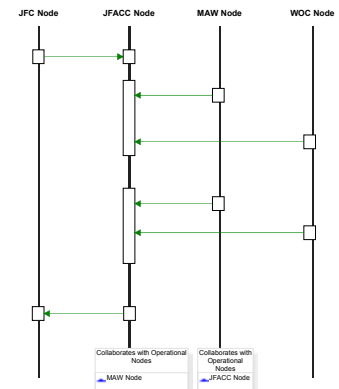 JFC Node JFACC Node MAW Node WOC Node
Collaborates with Operational
Nodes
MAW Node
Collaborates with
Operational
Nodes
JFACC Node